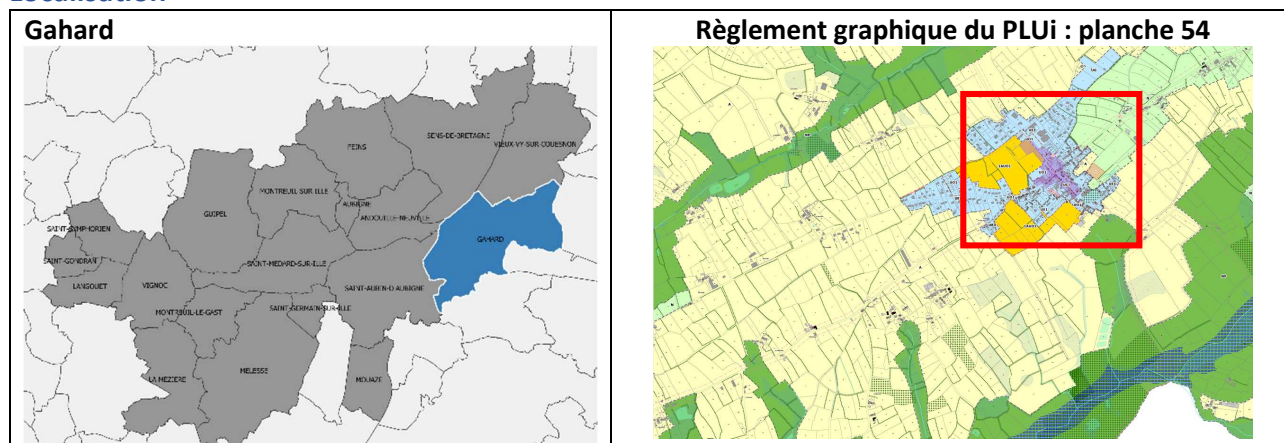 Localisation
Gahard
Règlement graphique du PLUi : planche 54
SENS-DE-BRETAGNE
VIEUX-VY-SUR-COUESNON
FEINS
MONTREUIL SUR ILLE
AUBIGNE
ANDOUILLE-NEUVILLE
GUIPEL
GAHARD
SAINT-SYMPHORIEN
SAINT-GONDRAN
SAINT-MEDARD-SUR-ILLE
LANGOUET
VIGNOC
SAINT-AUBIN-D AUBIGNE
MONTREUIL-LE-GAST
SAINT-GERMAIN-SUR-ILLE
LA MEZIERE
MELESSE
MOUAZE